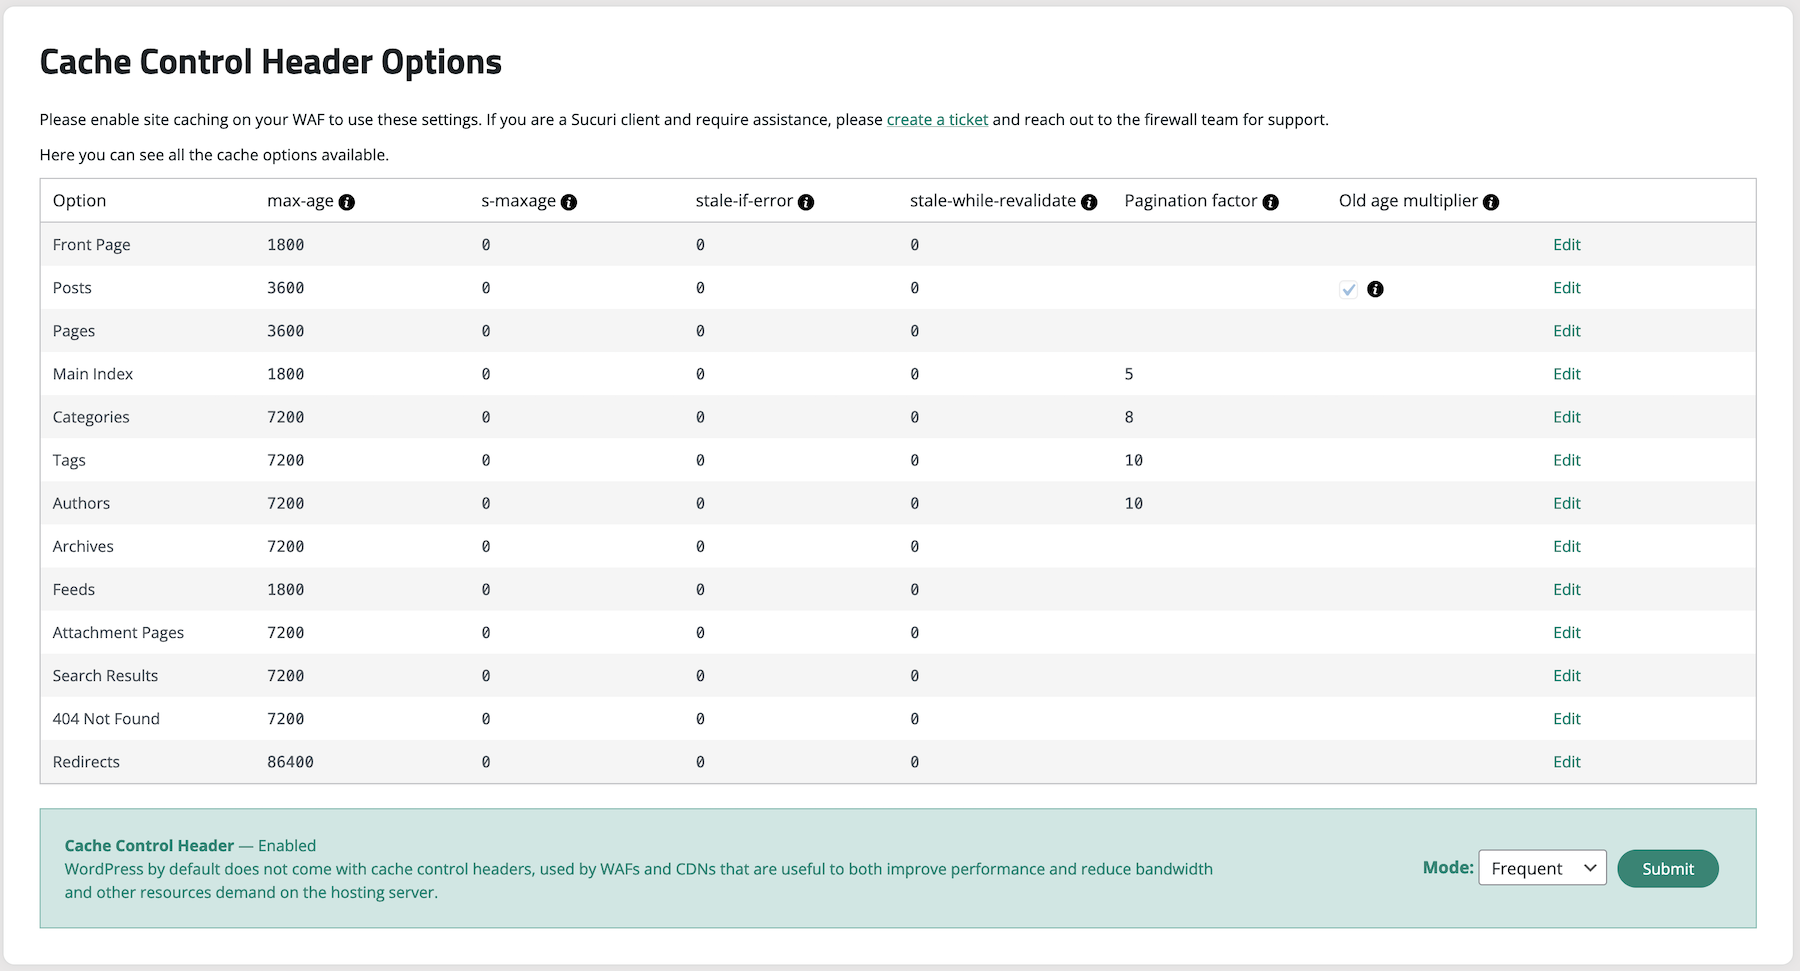 Cache Control Header Options
Please enable site caching on your WAF to use these settings. If you are a Sucuri client and require assistance, please create a ticket and reach out to the firewall team for support.
Here you can see all the cache options available.
Option max-age s-maxage stale-if-error stale-while-revalidate Pagination factor Old age multiplier
Front Page 1800 0 0 0 Edit
Posts 3600 0 0 0 Edit
Pages 3600 0 0 0 Edit
Main Index 1800 0 0 0 5 Edit
Categories 7200 0 0 0 8 Edit
Tags 7200 0 0 0 10 Edit
Authors 7200 0 0 0 10 Edit
Archives 7200 0 0 0 Edit
Feeds 1800 0 0 0 Edit
Attachment Pages 7200 0 0 0 Edit
Search Results 7200 0 0 0 Edit
404 Not Found 7200 0 0 0 Edit
Redirects 86400 0 0 0 Edit
Cache Control Header — Enabled
WordPress by default does not come with cache control headers, used by WAFs and CDNs that are useful to both improve performance and reduce bandwidth
and other resources demand on the hosting server.
Mode: Frequent Submit